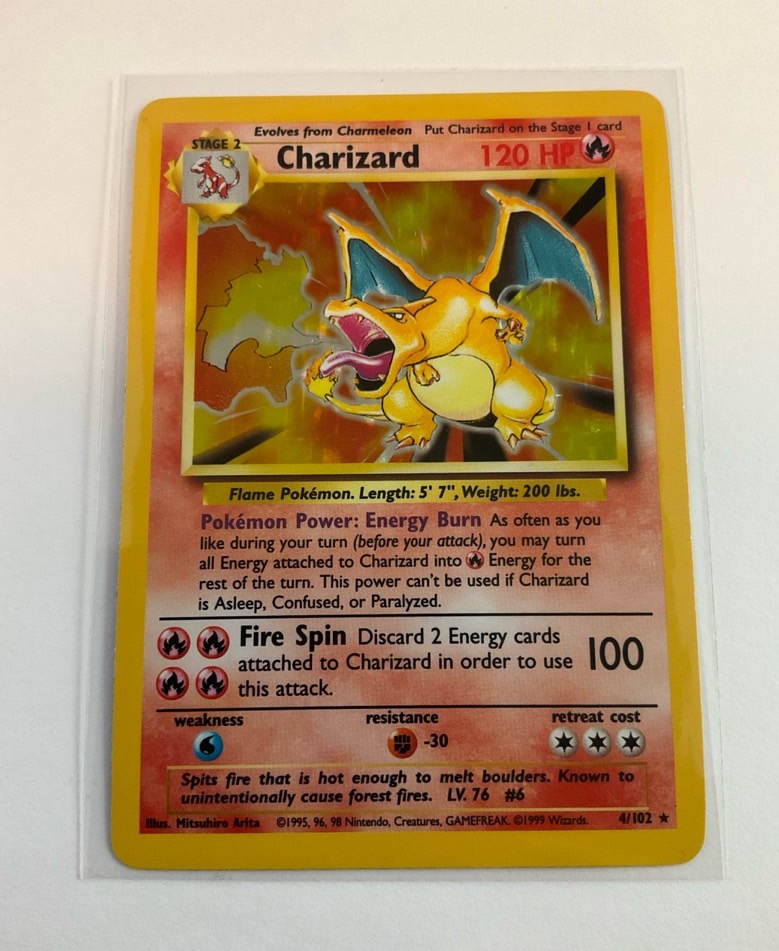 Evolves from Charmeleon Put Charizard on the Stage 1 card
STAGE 2
Charizard 120 HP
Flame Pokémon. Length: 5' 7", Weight: 200 lbs.
Pokémon Power: Energy Burn As often as you
like during your turn (before your attack), you may turn
all Energy attached to Charizard into Energy for the
rest of the turn. This power can't be used if Charizard
is Asleep, Confused, or Paralyzed.
Fire Spin Discard 2 Energy cards
attached to Charizard in order to use 100
this attack.
weakness resistance retreat cost
-30
Spits fire that is hot enough to melt boulders. Known to
unintentionally cause forest fires. LV. 76 #6
Illus. Mitsuhiro Arita ©1995, 96, 98 Nintendo, Creatures, GAMEFREAK. ©1999 Wizards. 4/102 ★